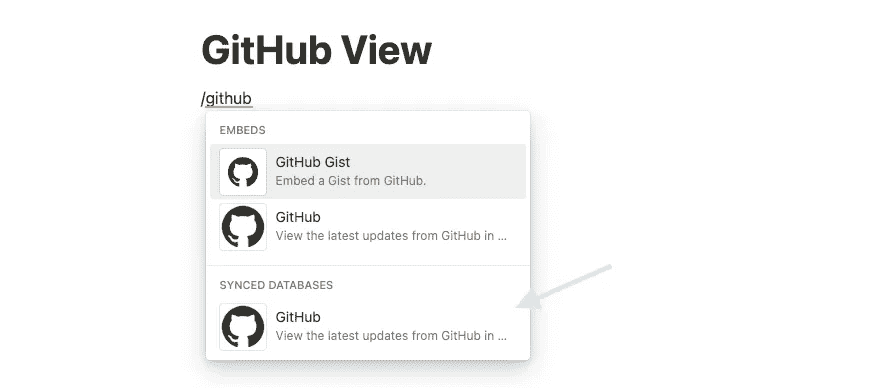 GitHub View
/github
EMBEDS
GitHub Gist
Embed a Gist from GitHub.
GitHub
View the latest updates from GitHub in ...
SYNCED DATABASES
GitHub
View the latest updates from GitHub in ...